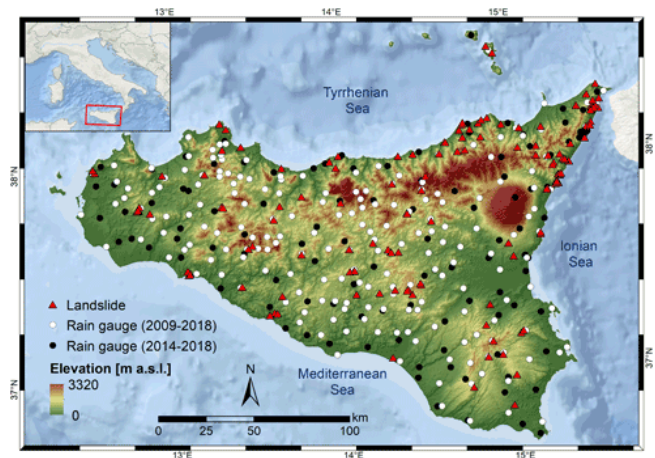 13°E
14°E
15°E
Tyrrhenian
Sea
38°N
38°N
Ionian
Sea
Landslide
Rain gauge (2009-2018)
Rain gauge (2014-2018)
Elevation [m a.s.l.]
3320
0
N
Mediterranean
Sea
km
0 25 50 100
37°N
37°N
13°E
14°E
15°E